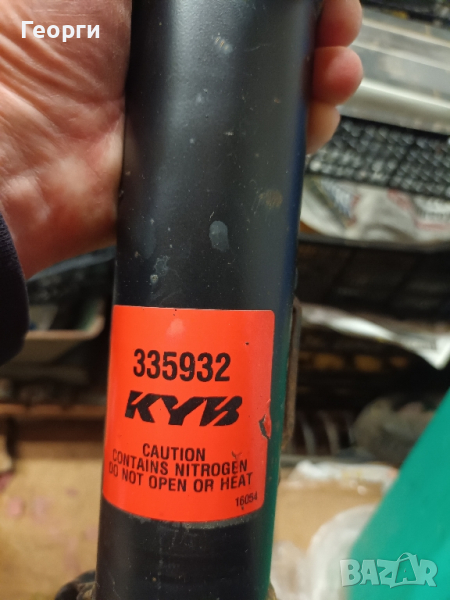 Георги
335932
KYB
CAUTION
CONTAINS NITROGEN
DO NOT OPEN OR HEAT
16054
BAZAR